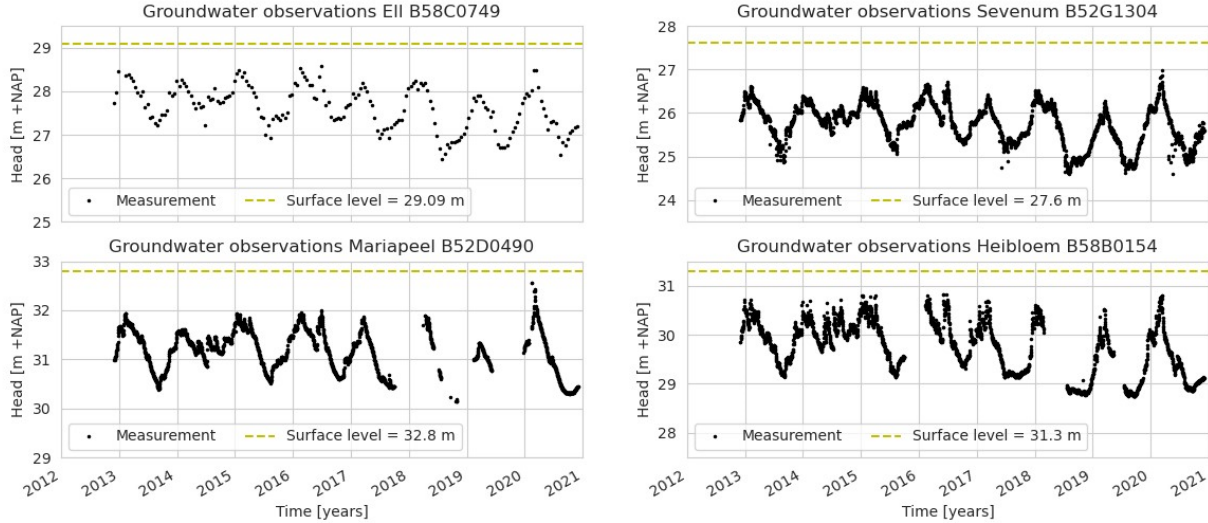 Groundwater observations Ell B58C0749
Head [m +NAP]
29
28
27
26
25
Measurement
Surface level = 29.09 m
Groundwater observations Sevenum B52G1304
Head [m +NAP]
28
27
26
25
24
Measurement
Surface level = 27.6 m
Groundwater observations Mariapeel B52D0490
Head [m +NAP]
33
32
31
30
29
Measurement
Surface level = 32.8 m
2012
2013
2014
2015
2016
2017
2018
2019
2020
2021
Time [years]
Groundwater observations Heibloem B58B0154
Head [m +NAP]
31
30
29
28
Measurement
Surface level = 31.3 m
2012
2013
2014
2015
2016
2017
2018
2019
2020
2021
Time [years]